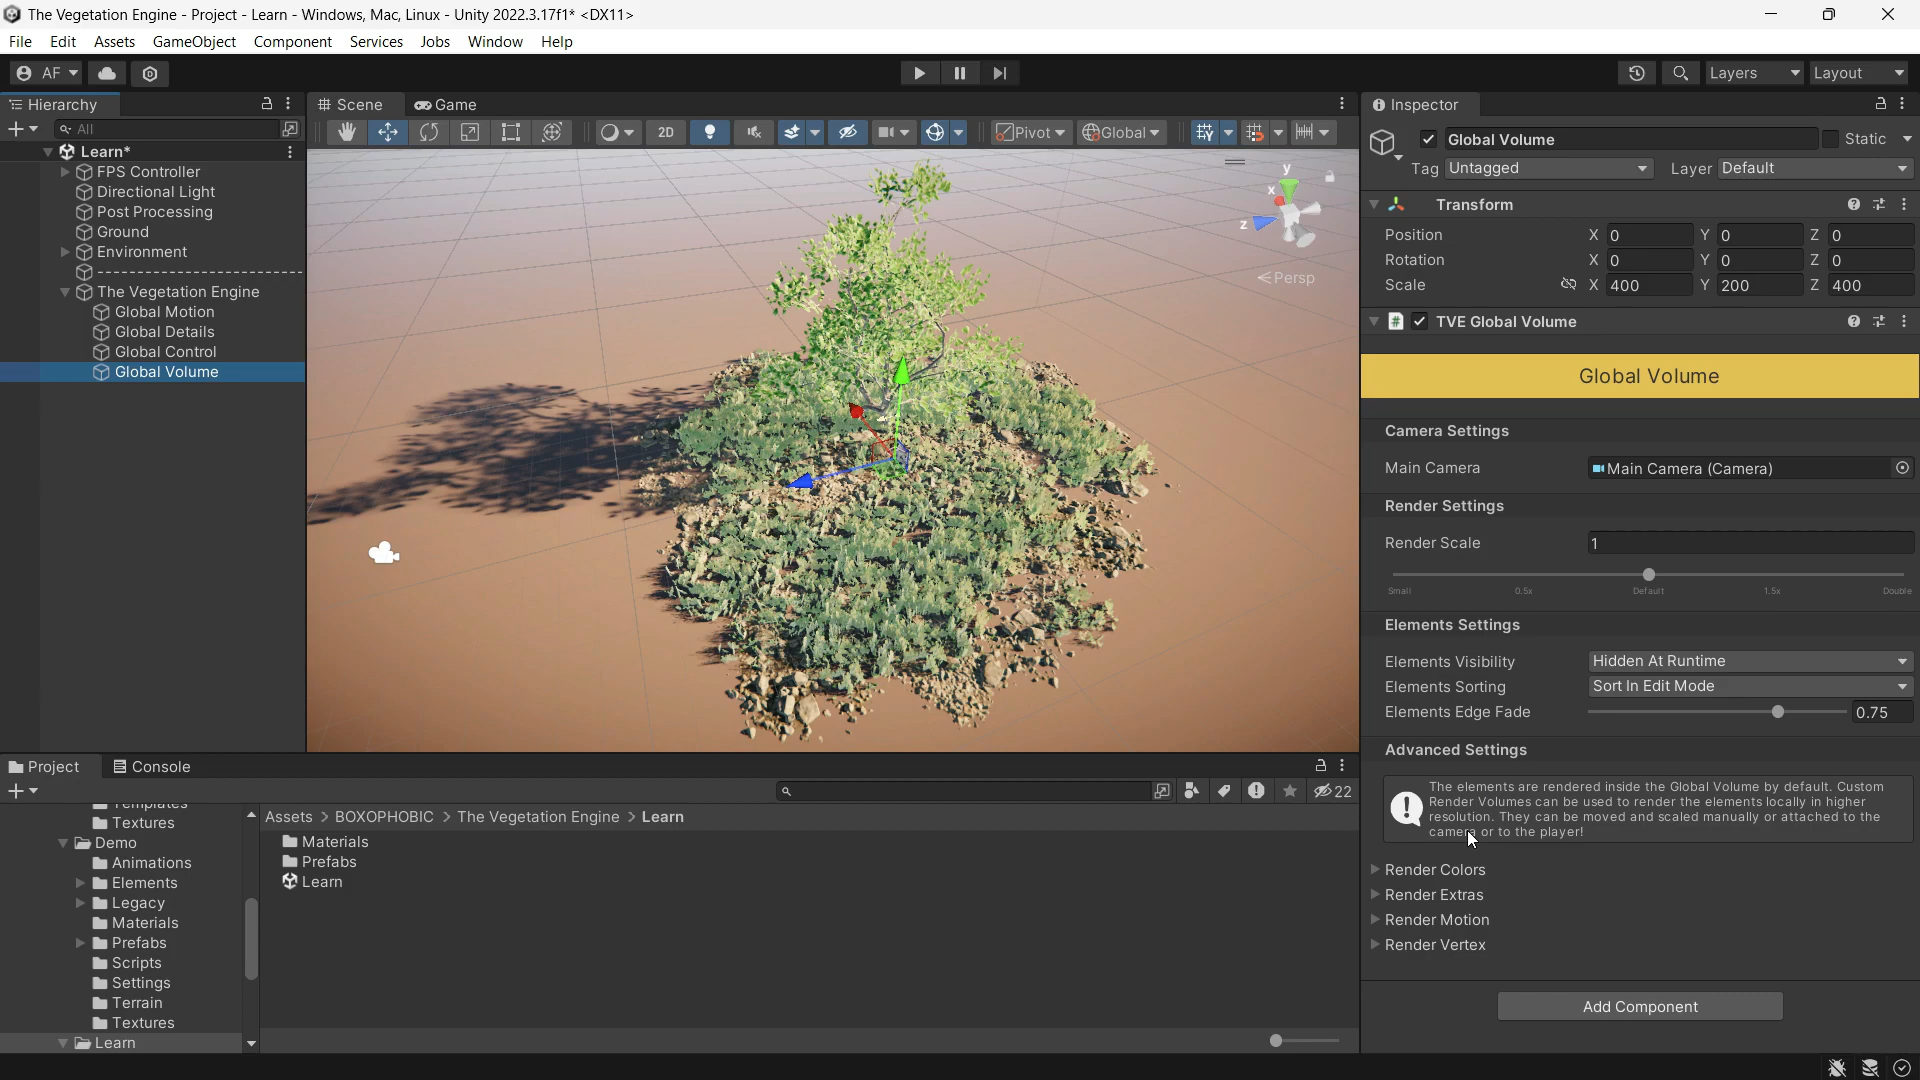 The Vegetation Engine - Project - Learn - Windows, Mac, Linux - Unity 2022.3.17f1* <DX11>
File Edit Assets GameObject Component Services Jobs Window Help
AF
Layers Layout
Hierarchy
All
Learn*
FPS Controller
Directional Light
Post Processing
Ground
Environment
------------------------------
The Vegetation Engine
Global Motion
Global Details
Global Control
Global Volume
Scene Game
2D Pivot Global
y
x
z
Persp
Inspector
Global Volume Static
Tag Untagged Layer Default
Transform
Position X 0 Y 0 Z 0
Rotation X 0 Y 0 Z 0
Scale X 400 Y 200 Z 400
TVE Global Volume
Global Volume
Camera Settings
Main Camera Main Camera (Camera)
Render Settings
Render Scale 1
Small 0.5x Default 1.5x Double
Elements Settings
Elements Visibility Hidden At Runtime
Elements Sorting Sort In Edit Mode
Elements Edge Fade 0.75
Advanced Settings
The elements are rendered inside the Global Volume by default. Custom
Render Volumes can be used to render the elements locally in higher
resolution. They can be moved and scaled manually or attached to the
camera or to the player!
Render Colors
Render Extras
Render Motion
Render Vertex
Add Component
Project Console
22
Templates
Textures
Demo
Animations
Elements
Legacy
Materials
Prefabs
Scripts
Settings
Terrain
Textures
Learn
Assets > BOXOPHOBIC > The Vegetation Engine > Learn
Materials
Prefabs
Learn